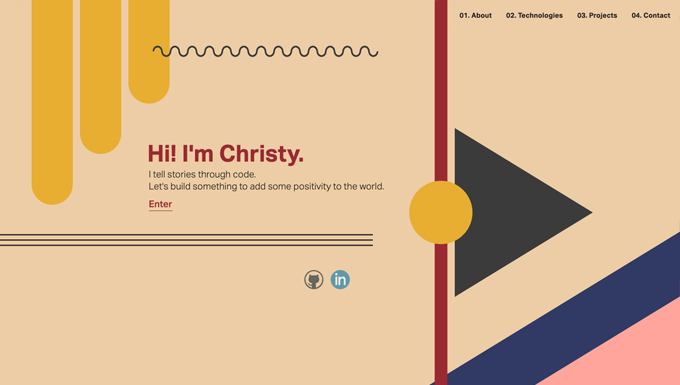 01. About 02. Technologies 03. Projects 04. Contact
Hi! I'm Christy.
I tell stories through code.
Let's build something to add some positivity to the world.
Enter
in